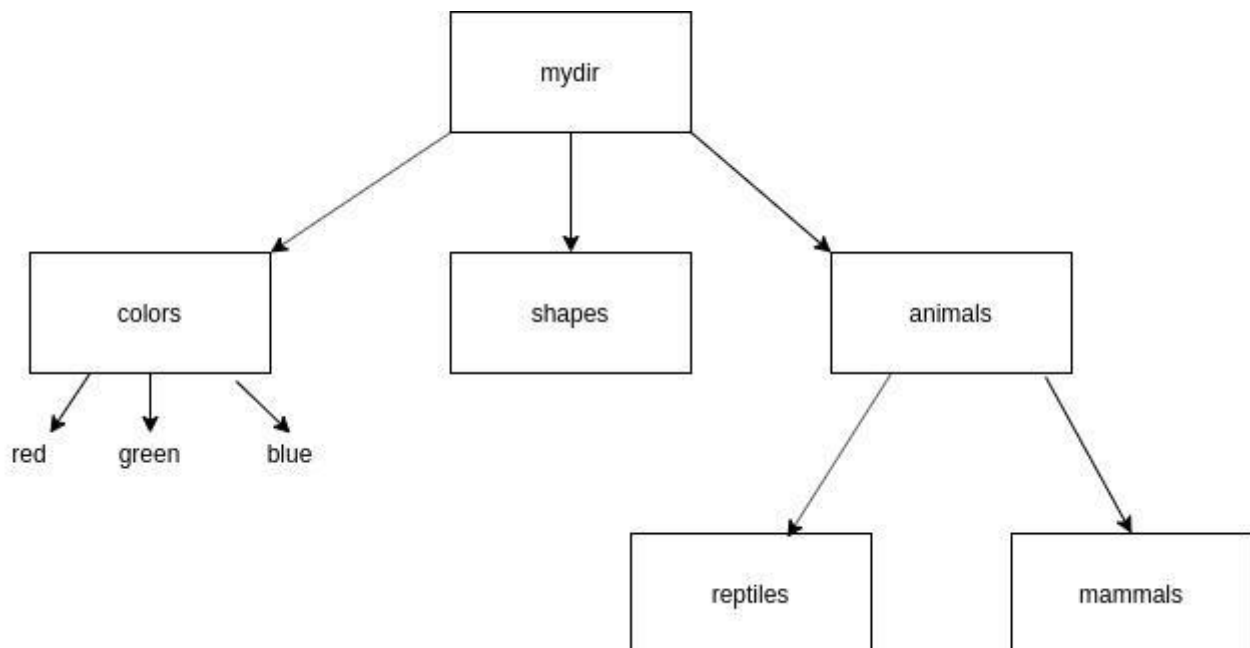 mydir
colors
shapes
animals
red
green
blue
reptiles
mammals